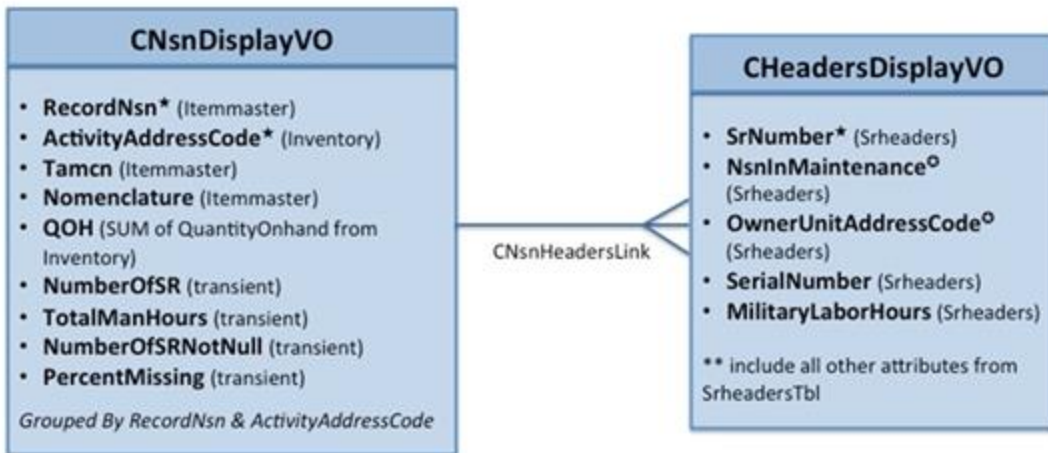 CNsnDisplayVO
• RecordNsn* (Itemmaster)
• ActivityAddressCode* (Inventory)
• Tamcn (Itemmaster)
• Nomenclature (Itemmaster)
• QOH (SUM of QuantityOnhand from
Inventory)
• NumberOfSR (transient)
• TotalManHours (transient)
• NumberOfSRNotNull (transient)
• PercentMissing (transient)
Grouped By RecordNsn & ActivityAddressCode
CNsnHeadersLink
CHeadersDisplayVO
• SrNumber* (Srheaders)
• NsnInMaintenance✪
(Srheaders)
• OwnerUnitAddressCode✪
(Srheaders)
• SerialNumber (Srheaders)
• MilitaryLaborHours (Srheaders)
** include all other attributes from
SrheadersTbl